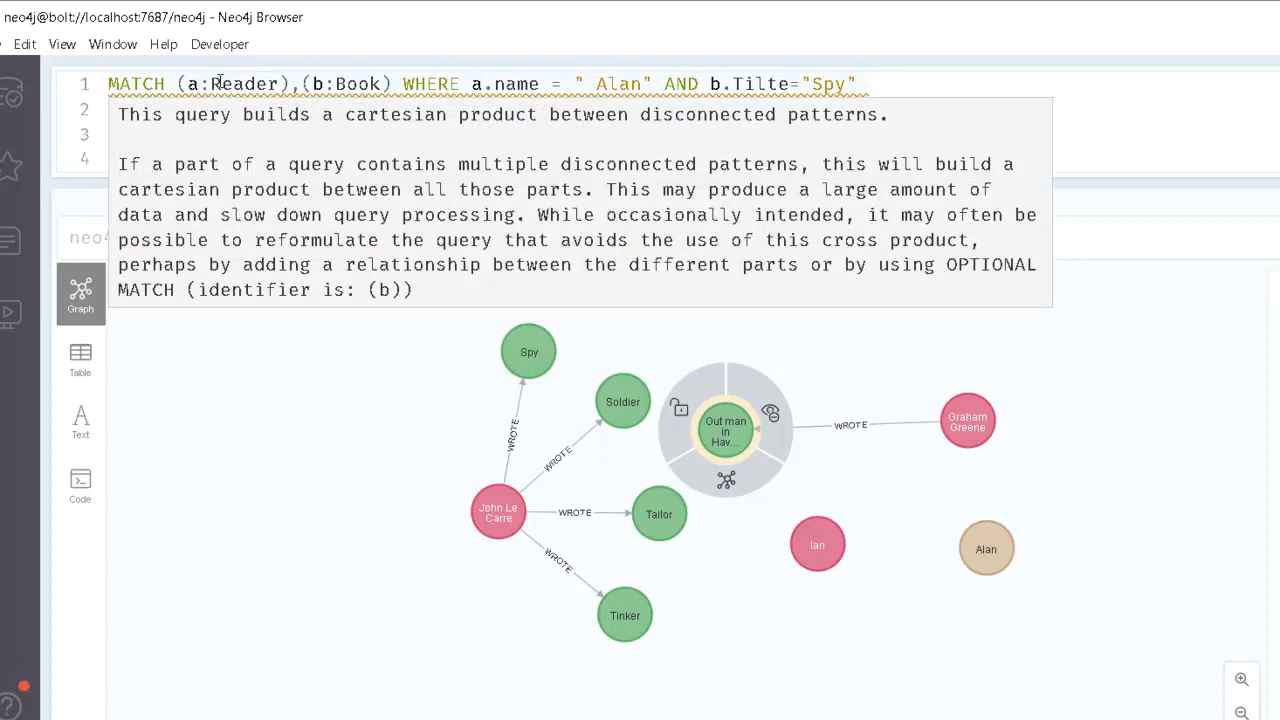 neo4j@bolt://localhost:7687/neo4j - Neo4j Browser
Edit View Window Help Developer
1 MATCH (a:Reader),(b:Book) WHERE a.name = " Alan" AND b.Tilte="Spy"
2
3
4
This query builds a cartesian product between disconnected patterns.
If a part of a query contains multiple disconnected patterns, this will build a
cartesian product between all those parts. This may produce a large amount of
data and slow down query processing. While occasionally intended, it may often be
possible to reformulate the query that avoids the use of this cross product,
perhaps by adding a relationship between the different parts or by using OPTIONAL
MATCH (identifier is: (b))
neo4
Graph
Table
Text
Code
Spy
Soldier
Out man
in
Hav...
Graham
Greene
WROTE
WROTE
WROTE
John Le
Carre
WROTE
Tailor
WROTE
Ian
Alan
Tinker